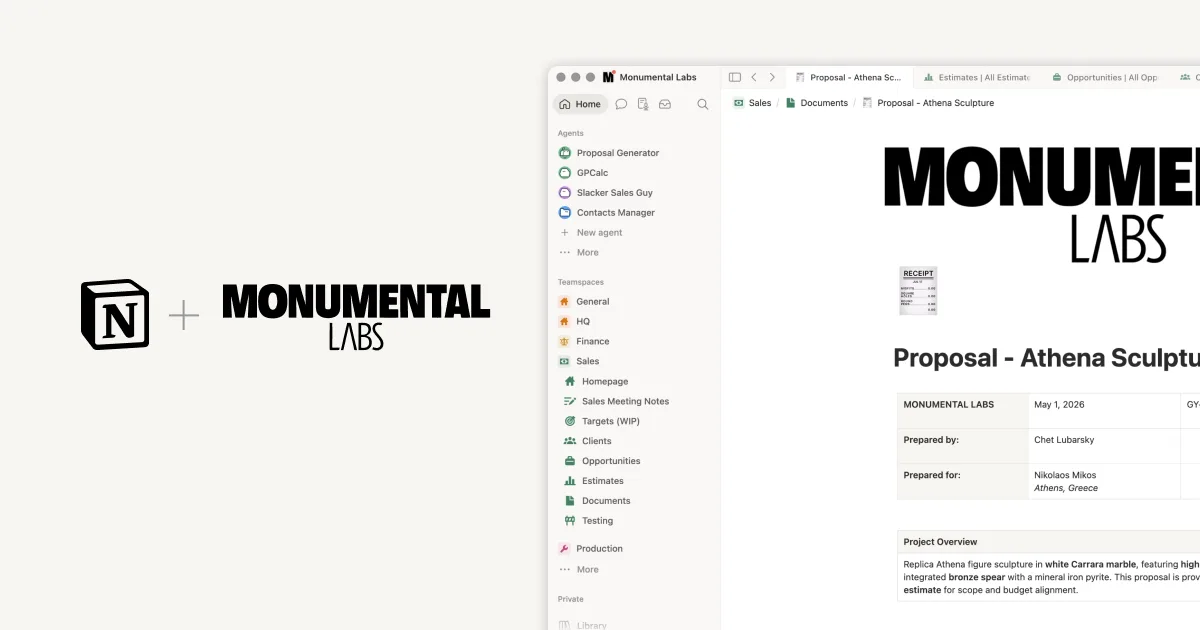 N
MONUMENTAL
LABS
Monumental Labs
Home
Agents
Proposal Generator
GPCalc
Slacker Sales Guy
Contacts Manager
New agent
More
Teamspaces
General
HQ
Finance
Sales
Homepage
Sales Meeting Notes
Targets (WIP)
Clients
Opportunities
Estimates
Documents
Testing
Production
More
Private
Library
Proposal - Athena Sc...
Estimates | All Estimat
Opportunities | All Opp
Sales / Documents / Proposal - Athena Sculpture
MONUME
LABS
RECEIPT
Proposal - Athena Sculptu
MONUMENTAL LABS May 1, 2026 GY-
Prepared by: Chet Lubarsky
Prepared for: Nikolaos Mikos
Athens, Greece
Project Overview
Replica Athena figure sculpture in white Carrara marble, featuring high
integrated bronze spear with a mineral iron pyrite. This proposal is prov
estimate for scope and budget alignment.